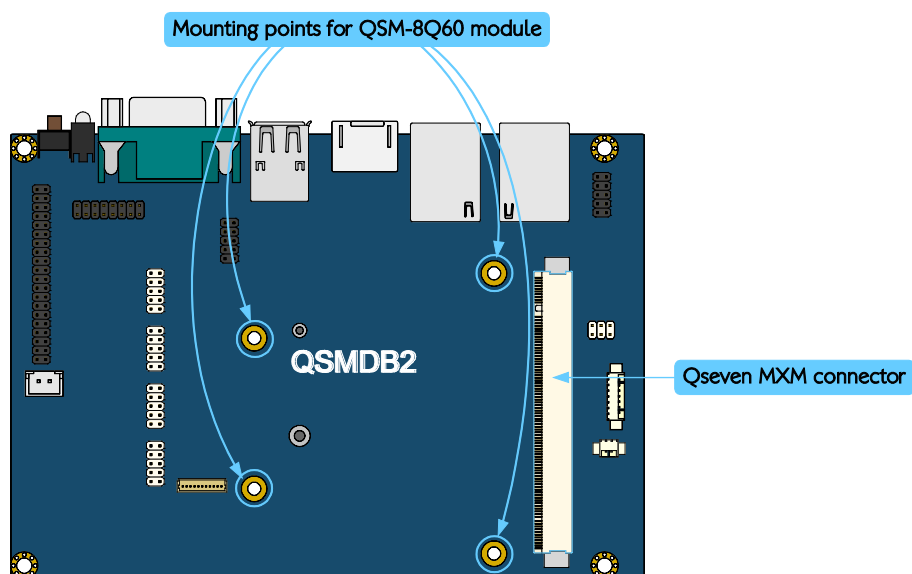 Mounting points for QSM-8Q60 module
QSMDB2
Qseven MXM connector